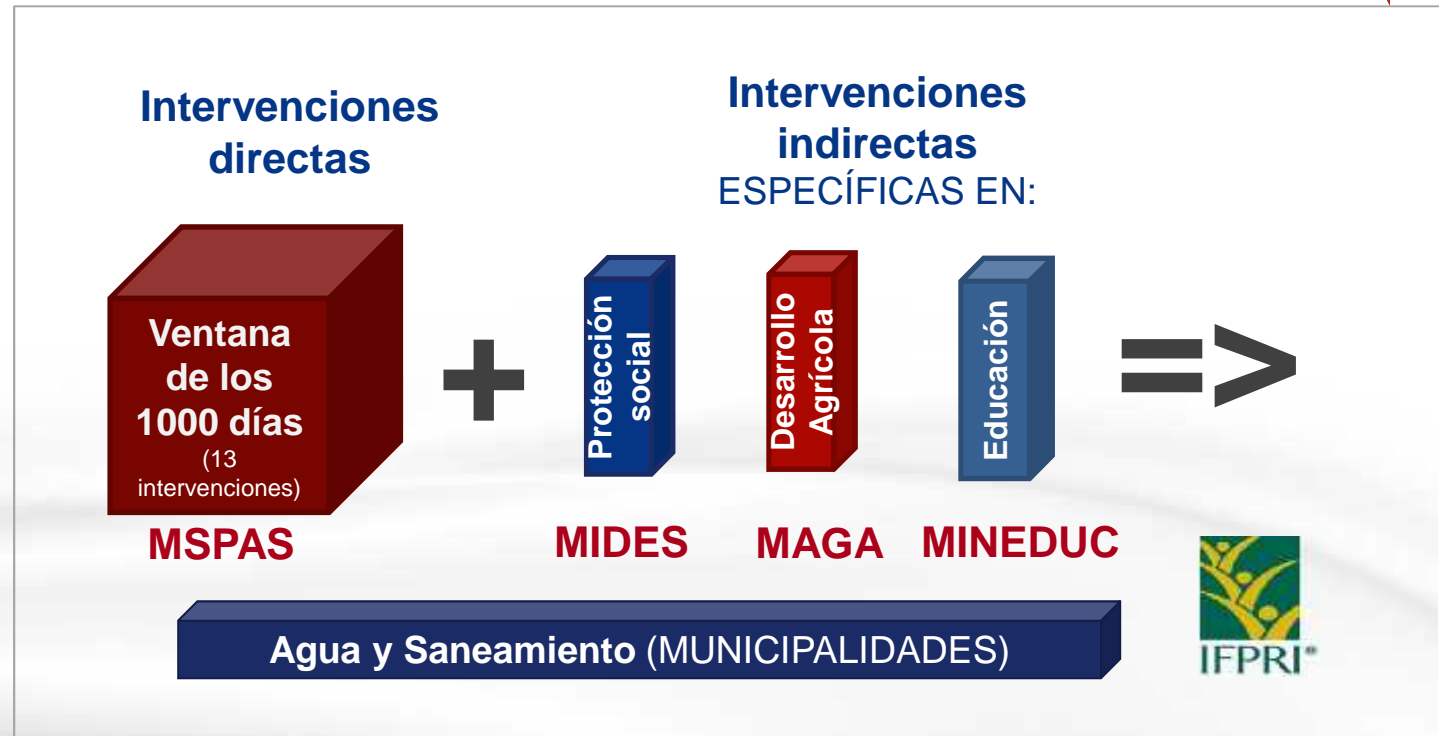 Intervenciones
directas
Intervenciones
indirectas
ESPECÍFICAS EN:
Ventana
de los
1000 días
(13
intervenciones)
+
Protección
social
Desarrollo
Agrícola
Educación
=>
MSPAS
MIDES
MAGA
MINEDUC
Agua y Saneamiento (MUNICIPALIDADES)
IFPRI®